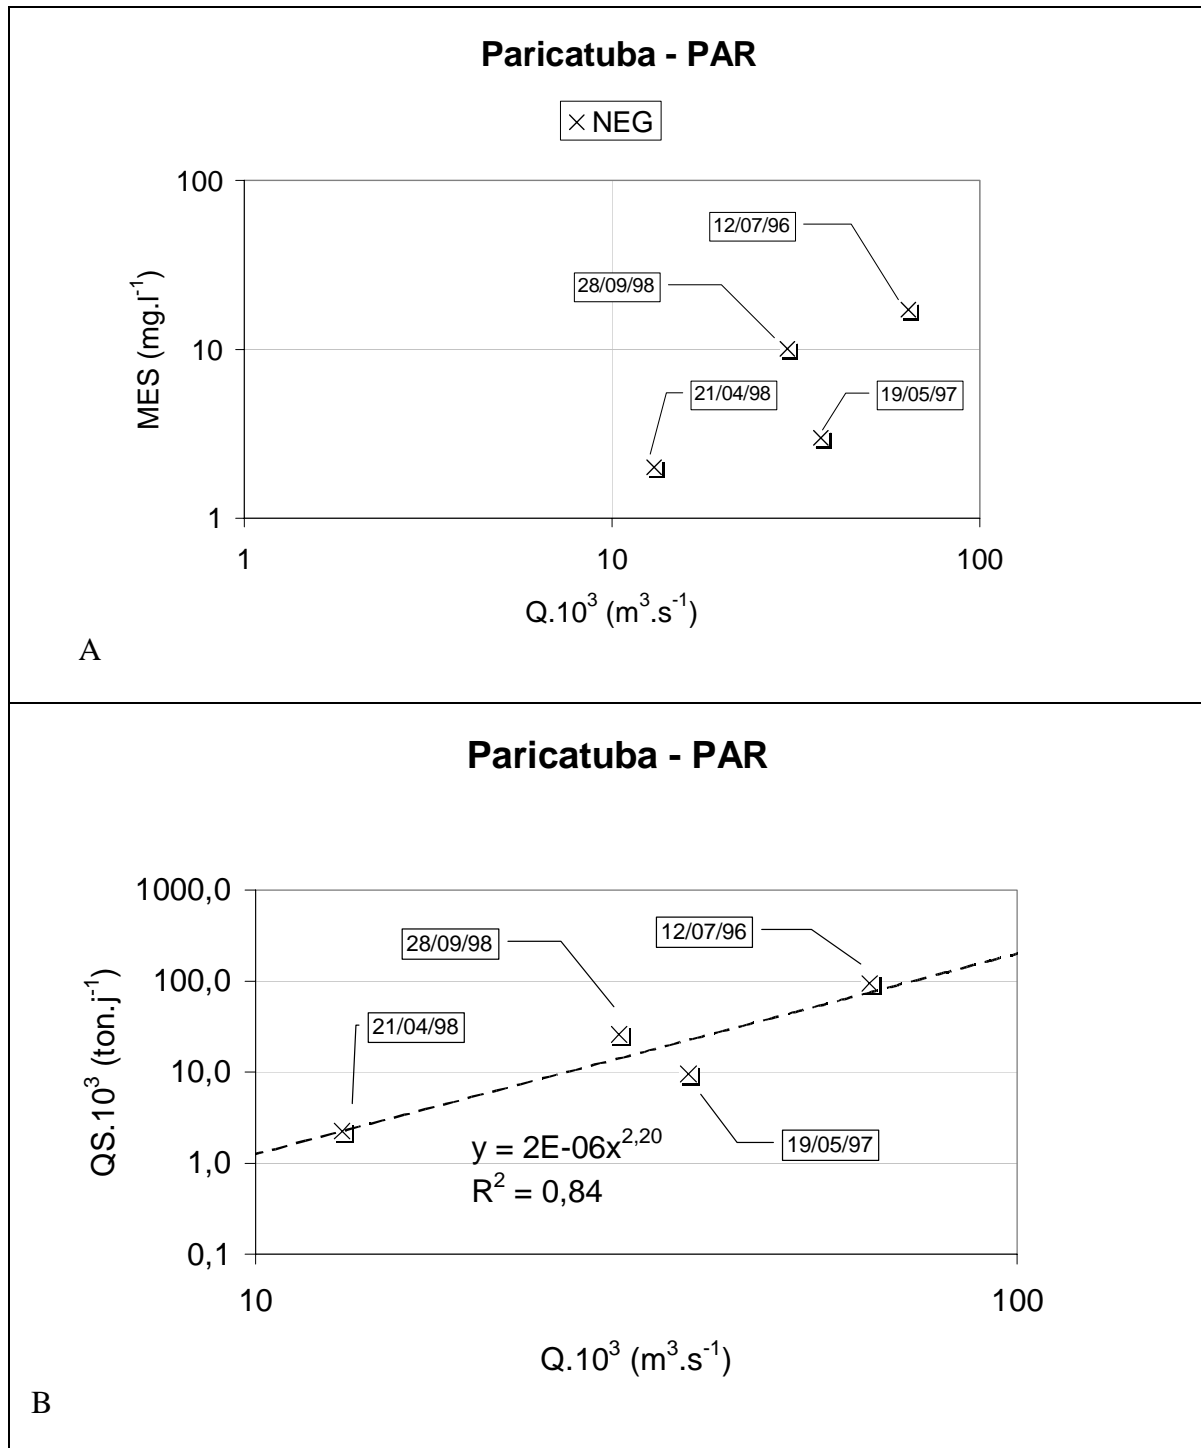 Paricatuba - PAR
× NEG
100
12/07/96
28/09/98
MES (mg.l⁻¹)
10
21/04/98
19/05/97
1
1
10
100
Q.10³ (m³.s⁻¹)
A
Paricatuba - PAR
1000,0
28/09/98
12/07/96
QS.10³ (ton.j⁻¹)
100,0
21/04/98
10,0
19/05/97
y = 2E-06x²,²⁰
1,0
R² = 0,84
0,1
10
100
Q.10³ (m³.s⁻¹)
B